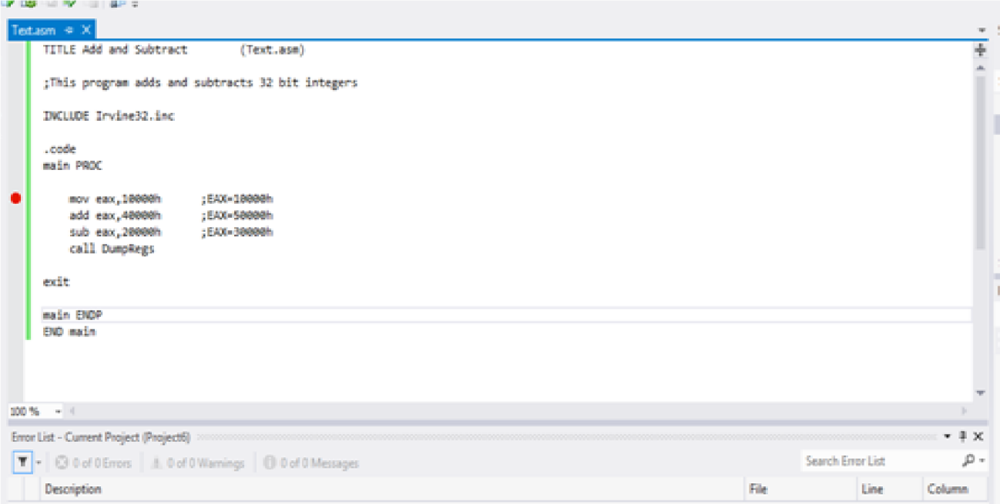 Text.asm
TITLE Add and Subtract (Text.asm)
;This program adds and subtracts 32 bit integers
INCLUDE Irvine32.inc
.code
main PROC
mov eax,10000h ;EAX=10000h
add eax,40000h ;EAX=50000h
sub eax,20000h ;EAX=30000h
call DumpRegs
exit
main ENDP
END main
100 %
Error List - Current Project (Project6)
0 of 0 Errors 0 of 0 Warnings 0 of 0 Messages Search Error List
Description File Line Column